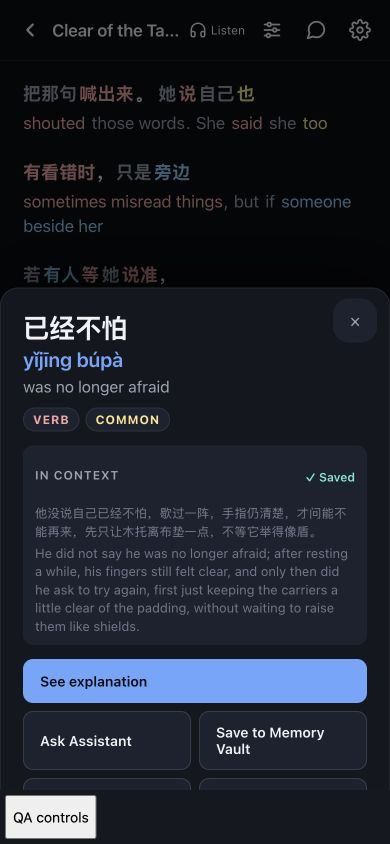 Clear of the Ta...
Listen
把那句喊出来。她说自己也
shouted those words. She said she too
有看错时，只是旁边
sometimes misread things, but if someone
beside her
若有人等她说准，
已经不怕
yǐjīng búpà
was no longer afraid
VERB
COMMON
IN CONTEXT
✓ Saved
他没说自己已经不怕，歇过一阵，手指仍清楚，才问能不
能再来，先只让木托离布垫一点，不等它举得像盾。
He did not say he was no longer afraid; after resting
a while, his fingers still felt clear, and only then did
he ask to try again, first just keeping the carriers a
little clear of the padding, without waiting to raise
them like shields.
See explanation
Ask Assistant
Save to Memory
Vault
QA controls